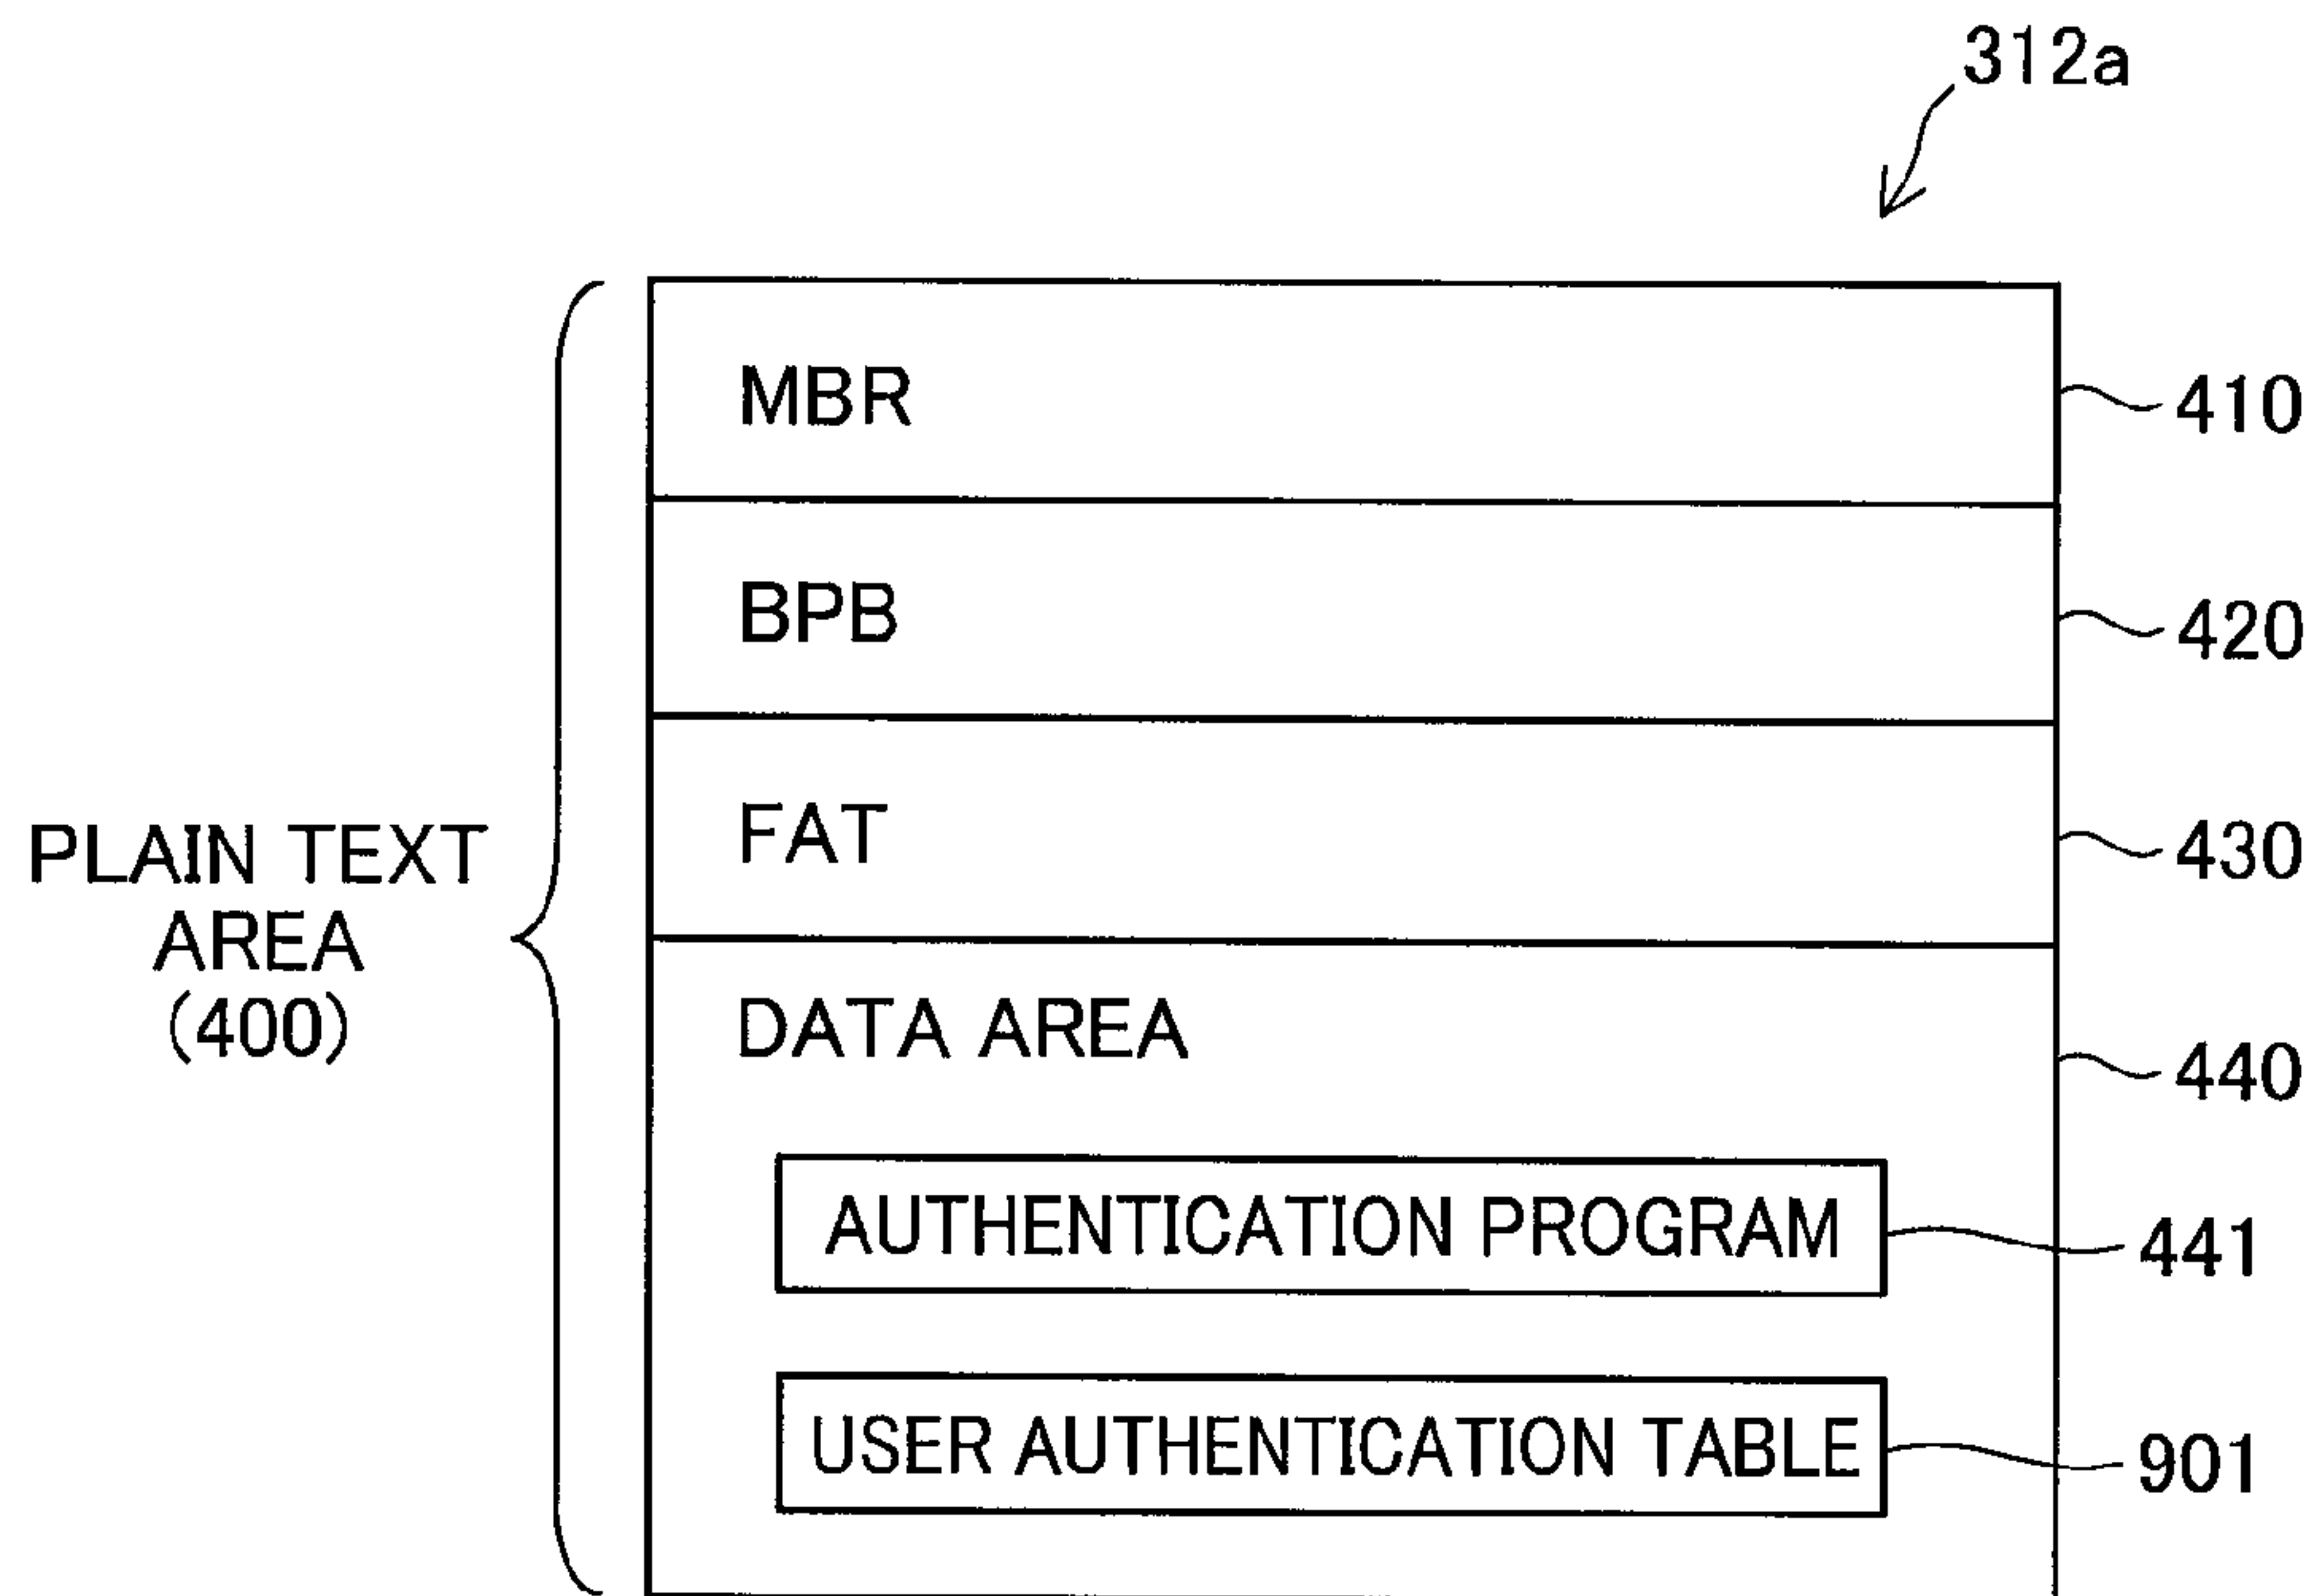 312a
MBR
410
BPB
420
FAT
430
PLAIN TEXT
AREA
(400)
DATA AREA
440
AUTHENTICATION PROGRAM
441
USER AUTHENTICATION TABLE
901